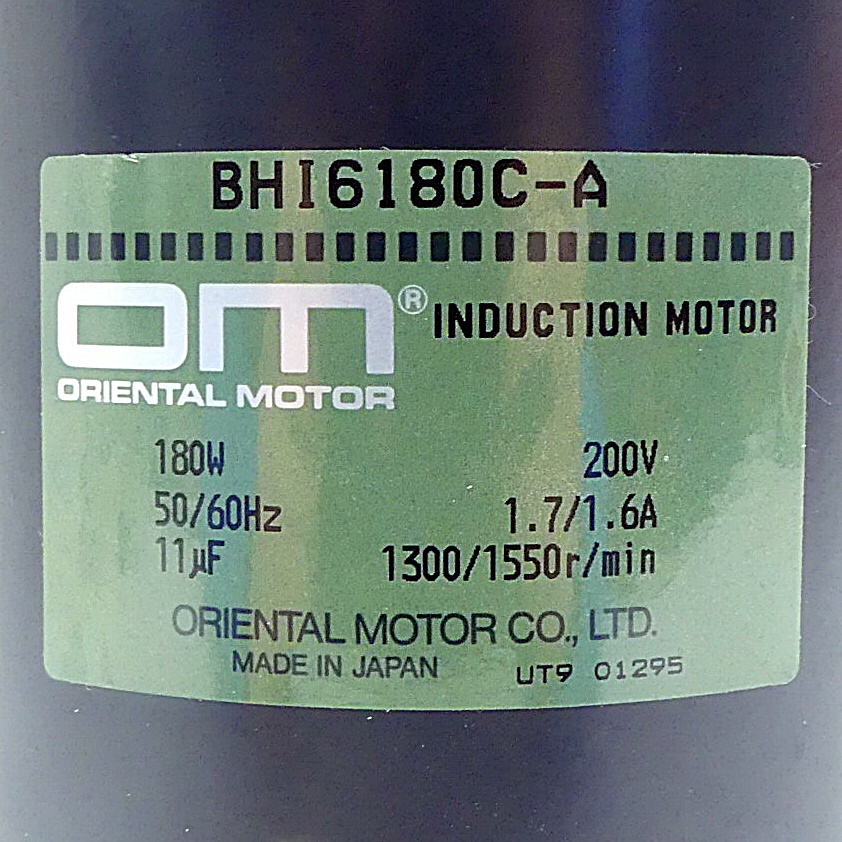 BHI6180C-A
om® INDUCTION MOTOR
ORIENTAL MOTOR
180W 200V
50/60Hz 1.7/1.6A
11µF 1300/1550r/min
ORIENTAL MOTOR CO., LTD.
MADE IN JAPAN UT9 01295